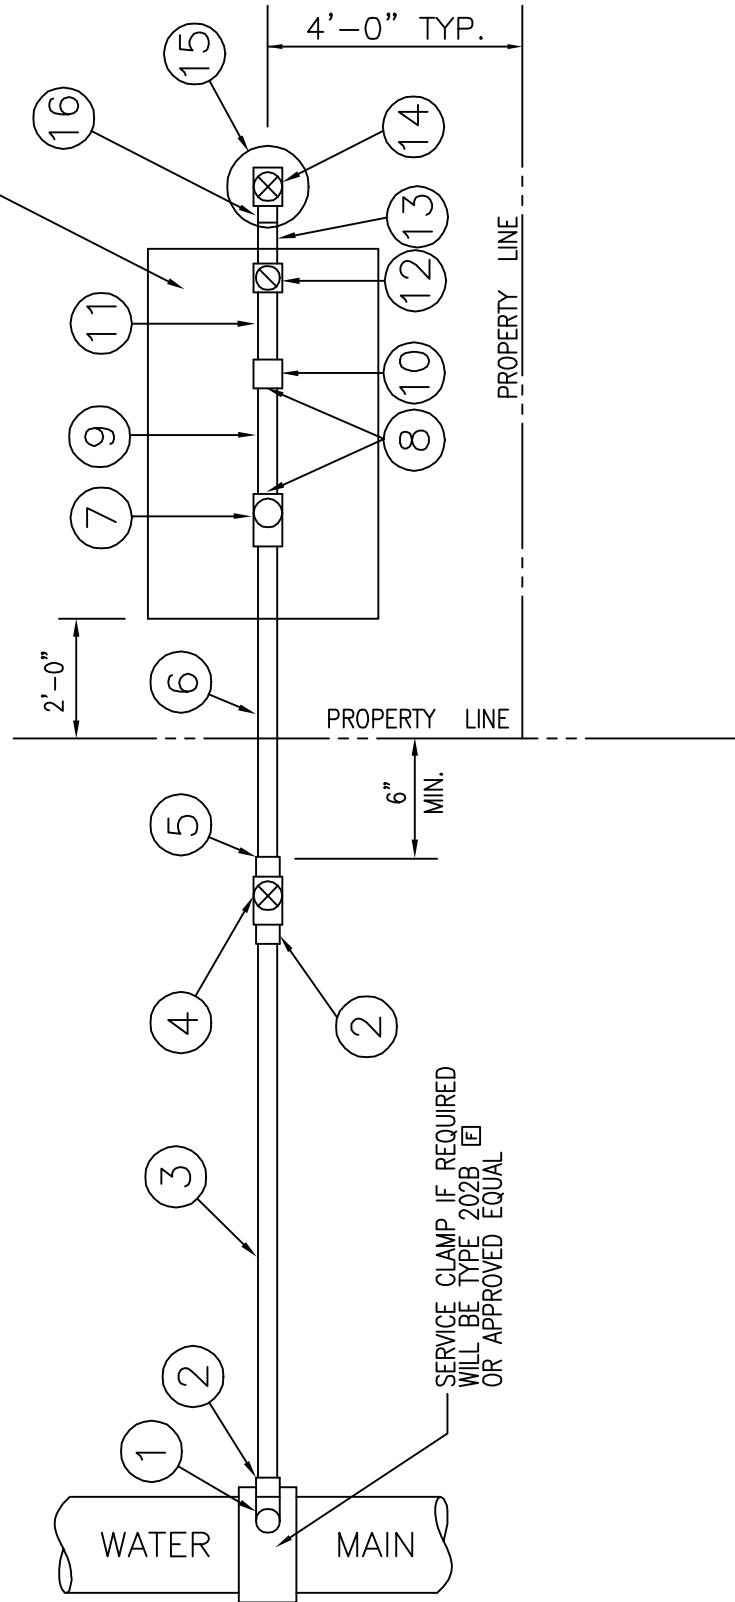 4'-0" TYP.
15
16
14
13
12
11
10
9
8
7
PROPERTY LINE
2'-0"
6
PROPERTY LINE
6"
MIN.
5
4
2
3
SERVICE CLAMP IF REQUIRED
WILL BE TYPE 202B F
OR APPROVED EQUAL
2
1
WATER MAIN